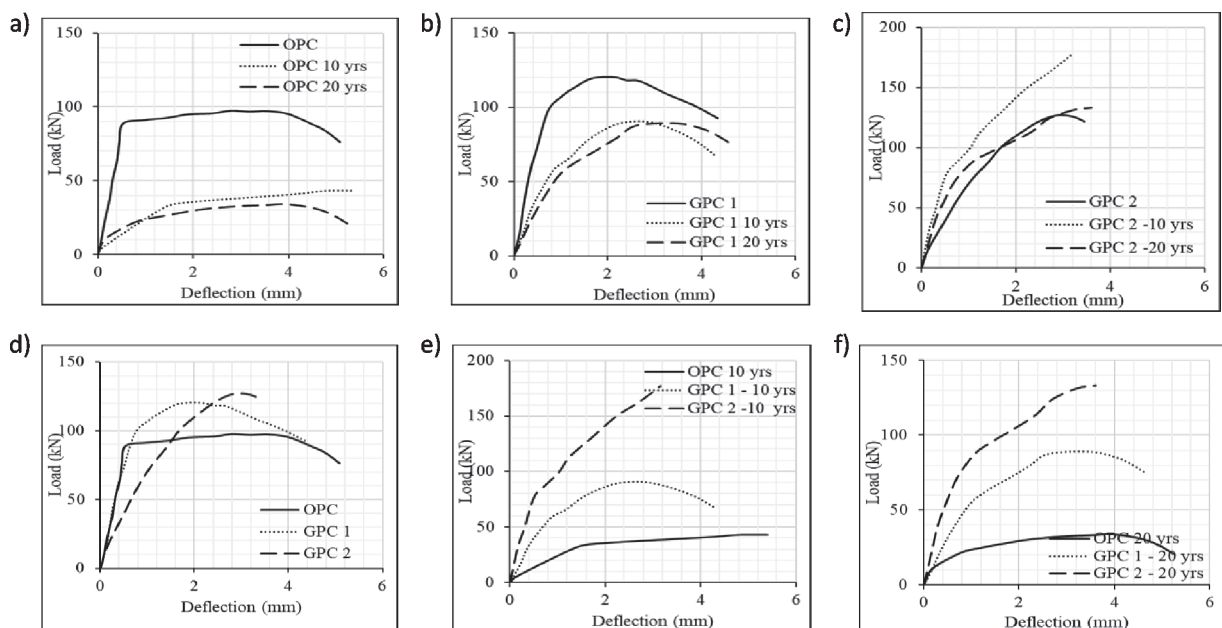 a)
150
100
50
0
Load (kN)
OPC
OPC 10 yrs
OPC 20 yrs
0 2 4 6
Deflection (mm)
b)
150
100
50
0
Load (kN)
GPC 1
GPC 1 10 yrs
GPC 1 20 yrs
0 2 4 6
Deflection (mm)
c)
200
150
100
50
0
Load (kN)
GPC 2
GPC 2 -10 yrs
GPC 2 -20 yrs
0 2 4 6
Deflection (mm)
d)
150
100
50
0
Load (kN)
OPC
GPC 1
GPC 2
0 2 4 6
Deflection (mm)
e)
200
150
100
50
0
Load (kN)
OPC 10 yrs
GPC 1 - 10 yrs
GPC 2 -10 yrs
0 2 4 6
Deflection (mm)
f)
150
100
50
0
Load (kN)
OPC 20 yrs
GPC 1 - 20 yrs
GPC 2 - 20 yrs
0 2 4 6
Deflection (mm)